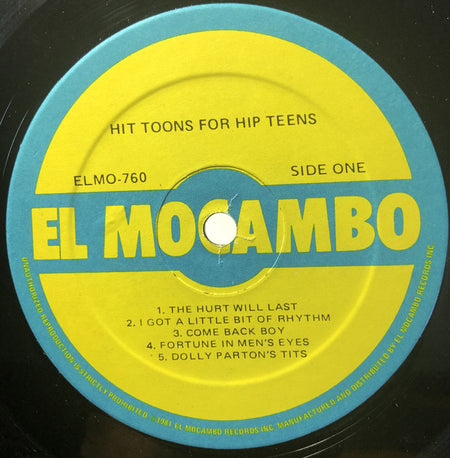 HIT TOONS FOR HIP TEENS
ELMO-760
SIDE ONE
EL MOCAMBO
1. THE HURT WILL LAST
2. I GOT A LITTLE BIT OF RHYTHM
3. COME BACK BOY
4. FORTUNE IN MEN'S EYES
5. DOLLY PARTON'S TITS
UNAUTHORIZED REPRODUCTION IS STRICTLY PROHIBITED - ©1981 EL MOCAMBO RECORDS INC. MANUFACTURED AND DISTRIBUTED BY EL MOCAMBO RECORDS INC.